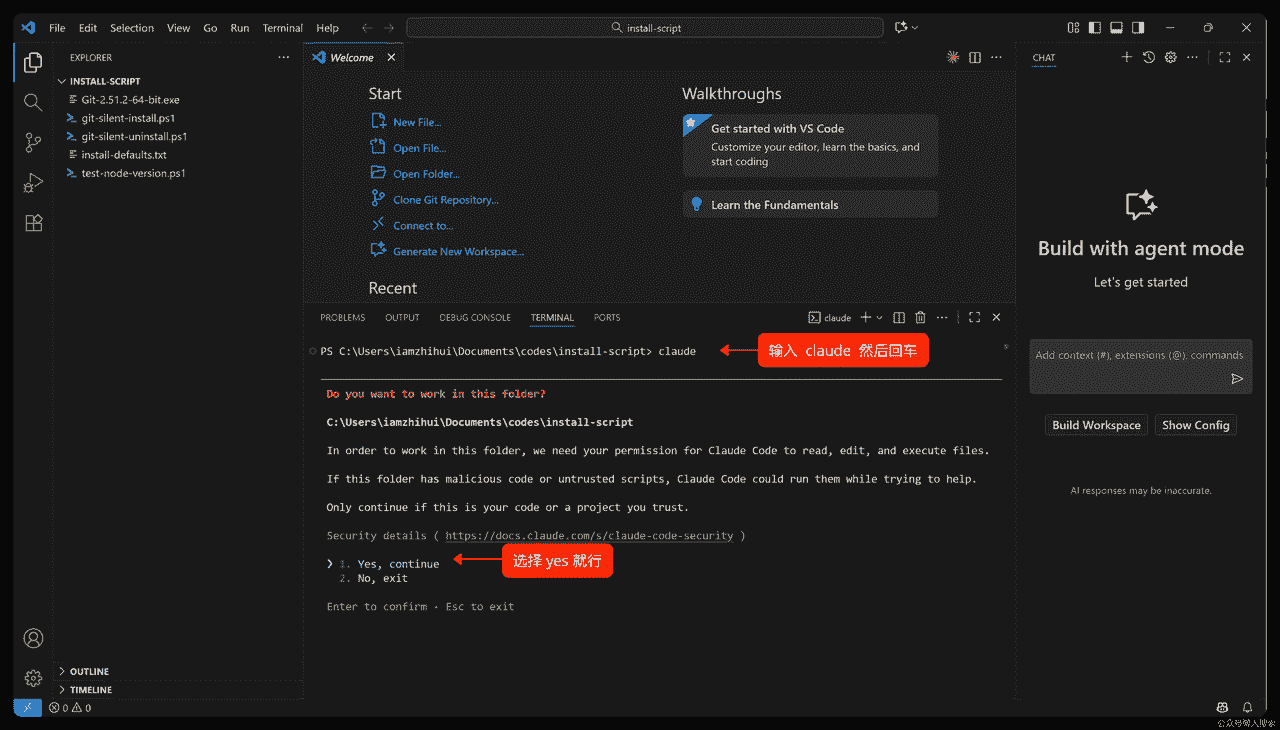 File Edit Selection View Go Run Terminal Help
install-script
EXPLORER
INSTALL-SCRIPT
Git-2.51.2-64-bit.exe
git-silent-install.ps1
git-silent-uninstall.ps1
install-defaults.txt
test-node-version.ps1
OUTLINE
TIMELINE
Welcome
Start
New File...
Open File...
Open Folder...
Clone Git Repository...
Connect to...
Generate New Workspace...
Recent
Walkthroughs
Get started with VS Code
Customize your editor, learn the basics, and
start coding
Learn the Fundamentals
PROBLEMS OUTPUT DEBUG CONSOLE TERMINAL PORTS
claude
PS C:\Users\iamzhihui\Documents\codes\install-script> claude
输入 claude 然后回车
Do you want to work in this folder?
C:\Users\iamzhihui\Documents\codes\install-script
In order to work in this folder, we need your permission for Claude Code to read, edit, and execute files.
If this folder has malicious code or untrusted scripts, Claude Code could run them while trying to help.
Only continue if this is your code or a project you trust.
Security details ( https://docs.claude.com/s/claude-code-security )
❯ 1. Yes, continue
选择 yes 就行
2. No, exit
Enter to confirm · Esc to exit
CHAT
Build with agent mode
Let's get started
Add context (#), extensions (@), commands
Build Workspace
Show Config
AI responses may be inaccurate.
0 0